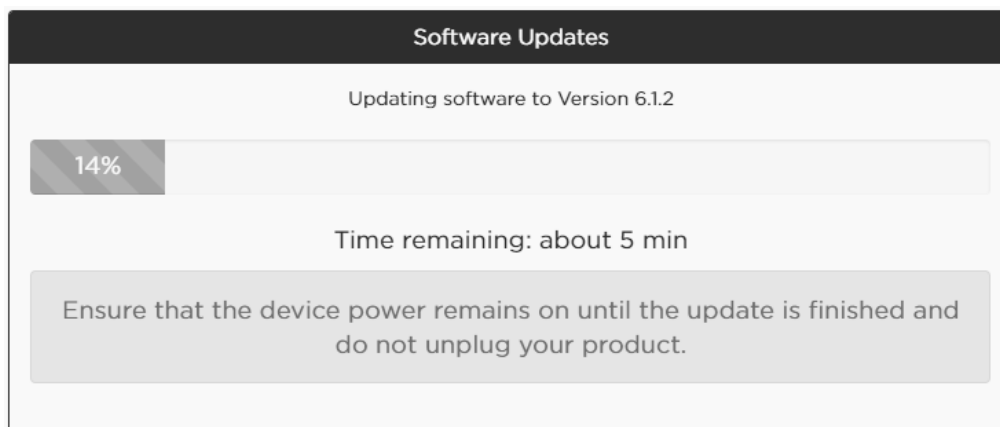 Software Updates
Updating software to Version 6.1.2
14%
Time remaining: about 5 min
Ensure that the device power remains on until the update is finished and
do not unplug your product.